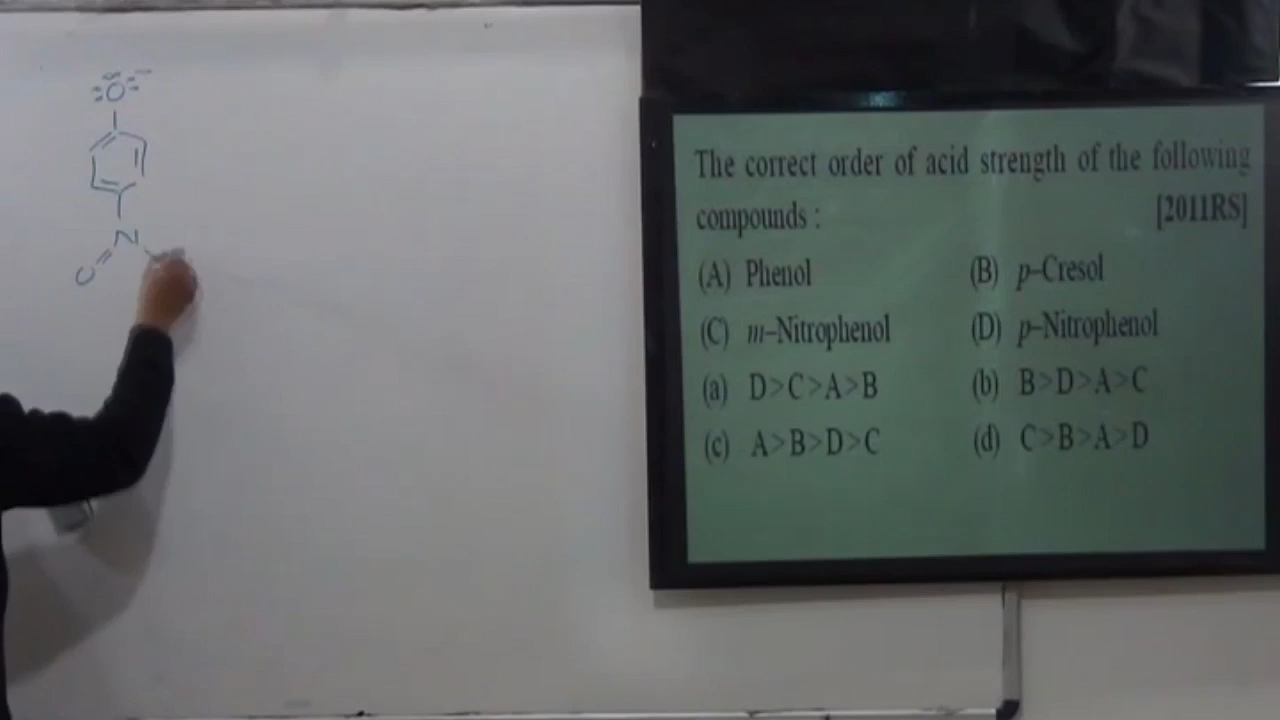 :O:⁻
N
O
The correct order of acid strength of the following
compounds : [2011RS]
(A) Phenol (B) p–Cresol
(C) m–Nitrophenol (D) p–Nitrophenol
(a) D>C>A>B (b) B>D>A>C
(c) A>B>D>C (d) C>B>A>D